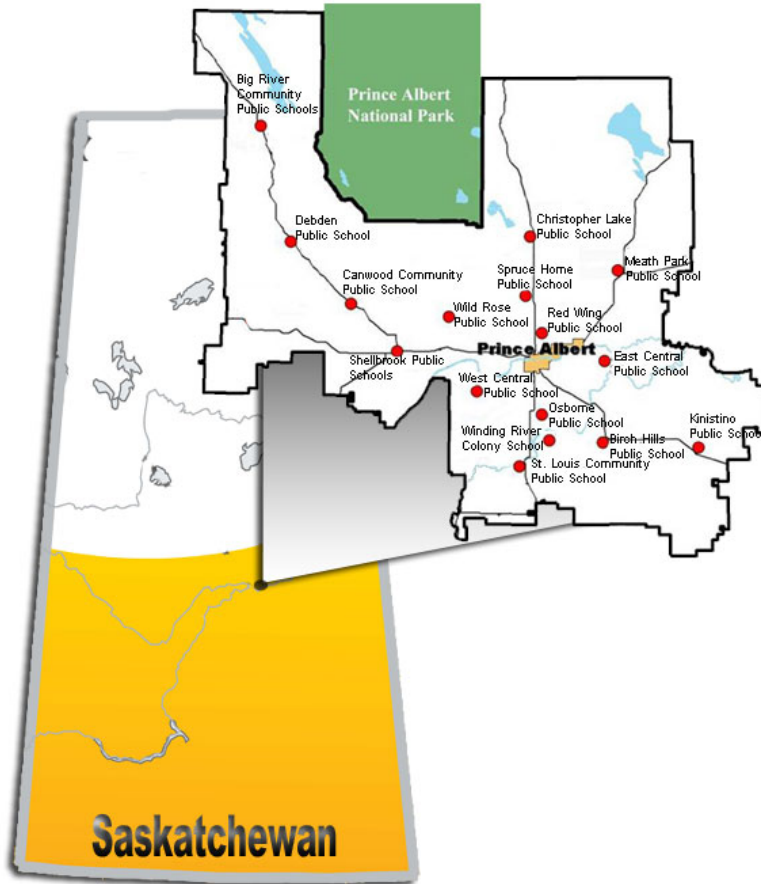 Big River
Community
Public Schools
Prince Albert
National Park
Debden
Public School
Christopher Lake
Public School
Meath Park
Public School
Canwood Community
Public School
Spruce Home
Public School
Wild Rose
Public School
Red Wing
Public School
Prince Albert
Shellbrook Public
Schools
East Central
Public School
West Central
Public School
Osborne
Public School
Winding River
Colony School
Birch Hills
Public School
Kinistino
Public School
St. Louis Community
Public School
Saskatchewan